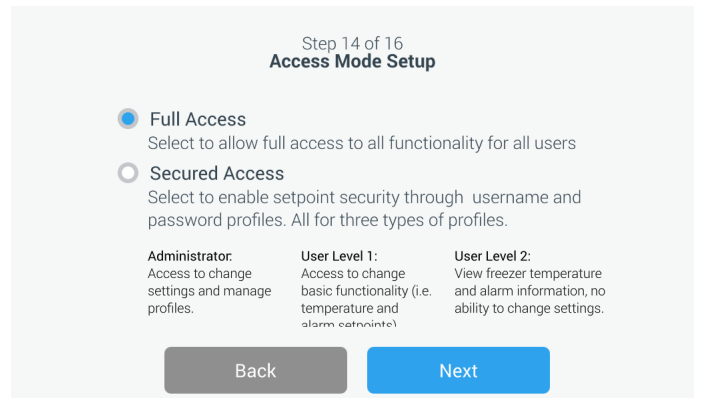 Step 14 of 16
Access Mode Setup
Full Access
Select to allow full access to all functionality for all users
Secured Access
Select to enable setpoint security through username and
password profiles. All for three types of profiles.
Administrator:
Access to change
settings and manage
profiles.
User Level 1:
Access to change
basic functionality (i.e.
temperature and
alarm setpoints)
User Level 2:
View freezer temperature
and alarm information, no
ability to change settings.
Back
Next